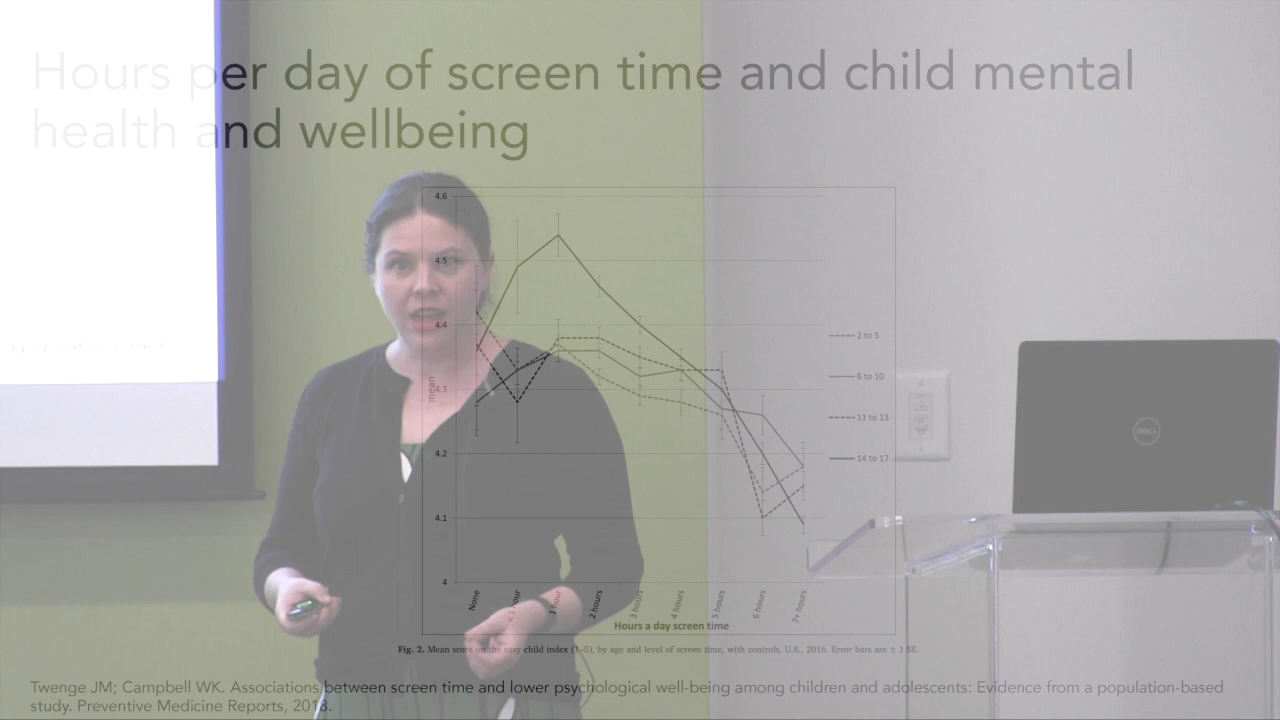 Hours per day of screen time and child mental
health and wellbeing
4.6
4.5
4.4
4.3
4.2
4.1
4
mean
2 to 5
6 to 10
11 to 13
14 to 17
DELL
None
<1 hour
1 hour
2 hours
3 hours
4 hours
5 hours
6 hours
7+ hours
Hours a day screen time
Fig. 2. Mean score on the easy child index (1–5), by age and level of screen time, with controls, U.S., 2016. Error bars are ± 1 SE.
Twenge JM; Campbell WK. Associations between screen time and lower psychological well-being among children and adolescents: Evidence from a population-based
study. Preventive Medicine Reports, 2018.